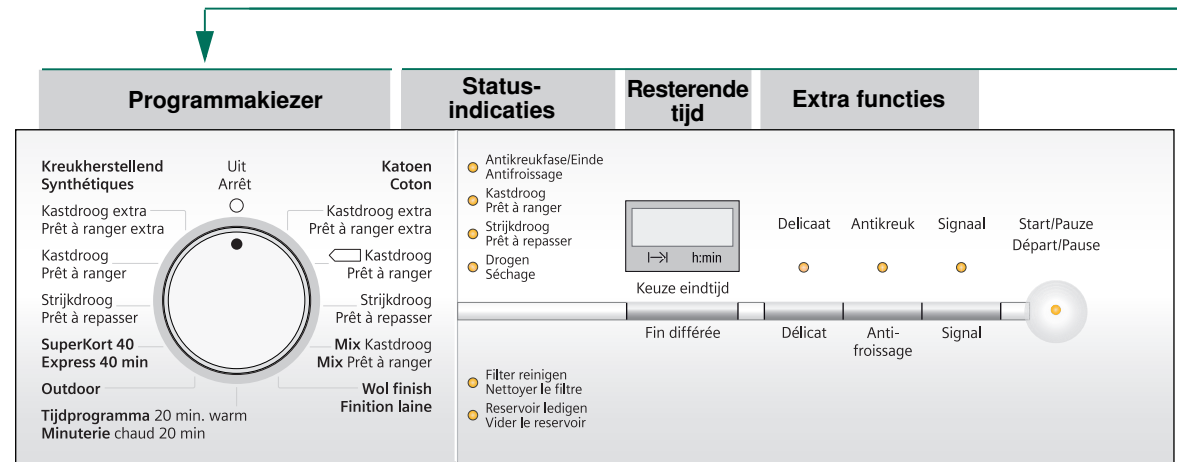 Programmakiezer
Status-
indicaties
Resterende
tijd
Extra functies
Kreukherstellend
Synthétiques
Kastdroog extra
Prêt à ranger extra
Kastdroog
Prêt à ranger
Strijkdroog
Prêt à repasser
SuperKort 40
Express 40 min
Outdoor
Tijdprogramma 20 min. warm
Minuterie chaud 20 min
Uit
Arrêt
Katoen
Coton
Kastdroog extra
Prêt à ranger extra
Kastdroog
Prêt à ranger
Strijkdroog
Prêt à repasser
Mix Kastdroog
Mix Prêt à ranger
Wol finish
Finition laine
Antikreukfase/Einde
Antifroissage
Kastdroog
Prêt à ranger
Strijkdroog
Prêt à repasser
Drogen
Séchage
Filter reinigen
Nettoyer le filtre
Reservoir ledigen
Vider le reservoir
h:min
Keuze eindtijd
Fin différée
Delicaat
Délicat
Antikreuk
Anti-
froissage
Signaal
Signal
Start/Pauze
Départ/Pause